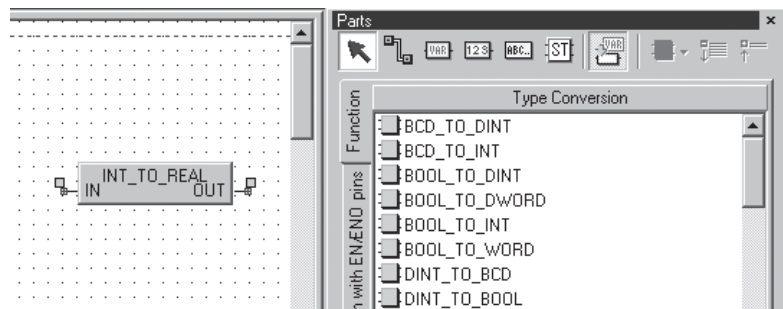 INT_TO_REAL
IN OUT
Parts
VAR 123 ABC.. ST VAR
Function
n with EN/ENO pins
Type Conversion
BCD_TO_DINT
BCD_TO_INT
BOOL_TO_DINT
BOOL_TO_DWORD
BOOL_TO_INT
BOOL_TO_WORD
DINT_TO_BCD
DINT_TO_BOOL